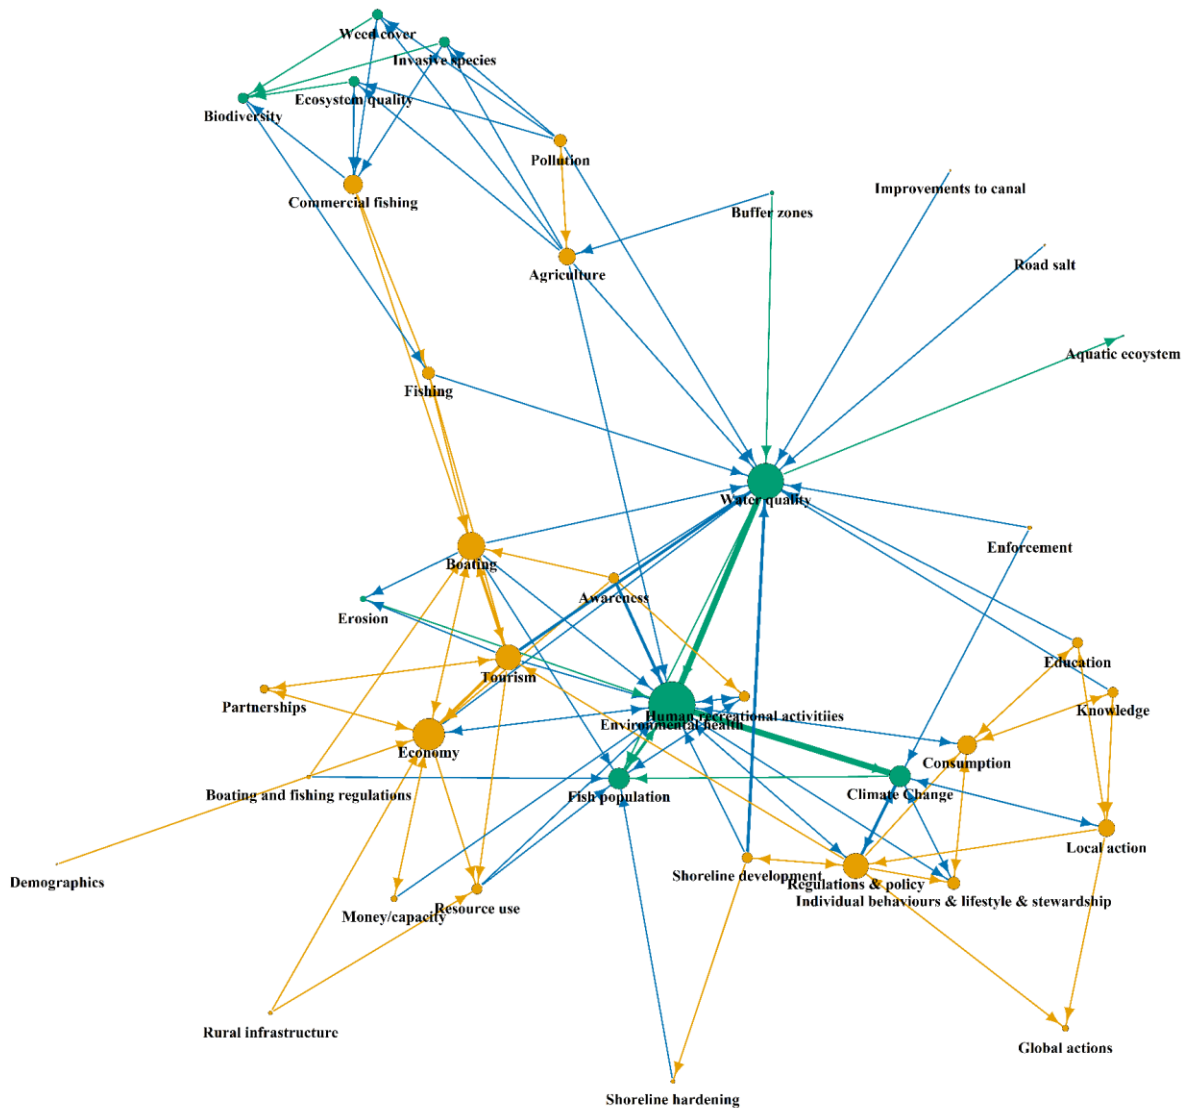 Weed cover
Invasive species
Ecosystem quality
Biodiversity
Pollution
Commercial fishing
Improvements to canal
Buffer zones
Road salt
Agriculture
Aquatic ecoystem
Fishing
Water quality
Enforcement
Boating
Awareness
Erosion
Education
Tourism
Partnerships
Knowledge
Human recreational activitiies
Environmental health
Economy
Consumption
Boating and fishing regulations
Fish population
Climate Change
Local action
Shoreline development
Demographics
Regulations & policy
Individual behaviours & lifestyle & stewardship
Resource use
Money/capacity
Rural infrastructure
Global actions
Shoreline hardening